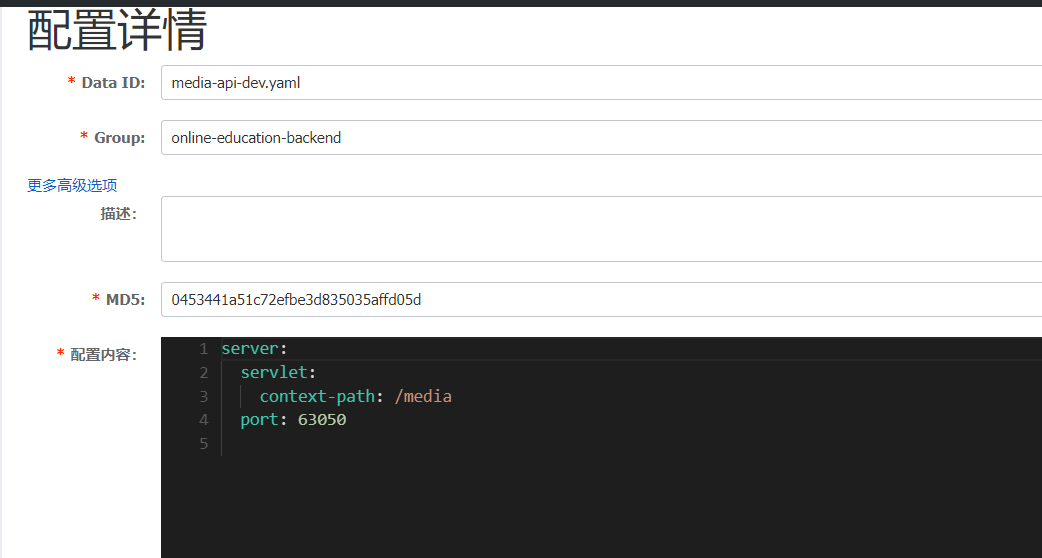 配置详情
* Data ID: media-api-dev.yaml
* Group: online-education-backend
更多高级选项
描述:
* MD5: 0453441a51c72efbe3d835035affd05d
* 配置内容:
1 server:
2 servlet:
3 context-path: /media
4 port: 63050
5